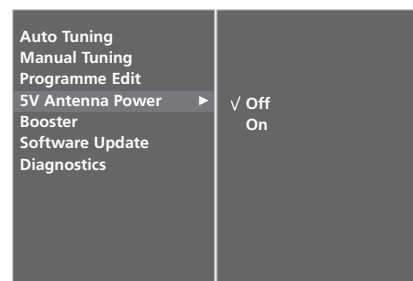 Auto Tuning
Manual Tuning
Programme Edit
5V Antenna Power ►
Booster
Software Update
Diagnostics
√ Off
On